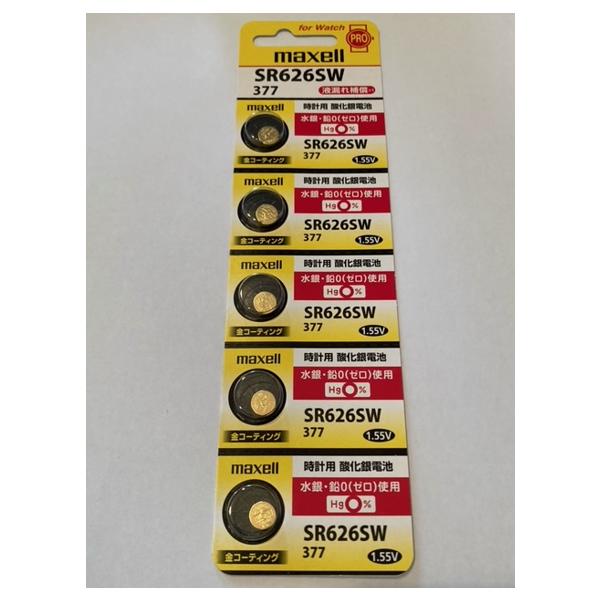 for Watch
PRO
maxell
SR626SW
377
液漏れ補償
maxell
時計用 酸化銀電池
水銀・鉛0(ゼロ)使用
Hg0%
SR626SW
377
1.55V
金コーティング
maxell
時計用 酸化銀電池
水銀・鉛0(ゼロ)使用
Hg0%
SR626SW
377
1.55V
金コーティング
maxell
時計用 酸化銀電池
水銀・鉛0(ゼロ)使用
Hg0%
SR626SW
377
1.55V
金コーティング
maxell
時計用 酸化銀電池
水銀・鉛0(ゼロ)使用
Hg0%
SR626SW
377
1.55V
金コーティング
maxell
時計用 酸化銀電池
水銀・鉛0(ゼロ)使用
Hg0%
SR626SW
377
1.55V
金コーティング